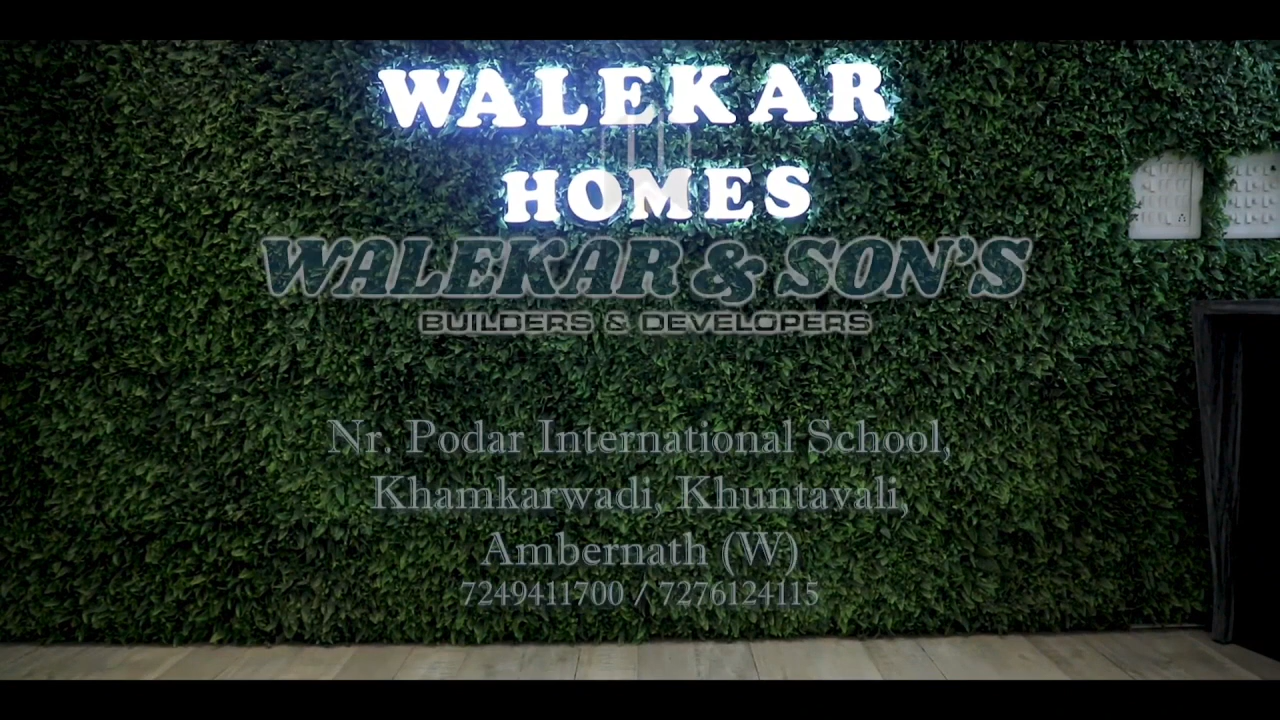 WALEKAR
HOMES
WALEKAR & SON'S
BUILDERS & DEVELOPERS
Nr. Podar International School,
Khamkarwadi, Khuntavali,
Ambernath (W)
7249411700 / 7276124115